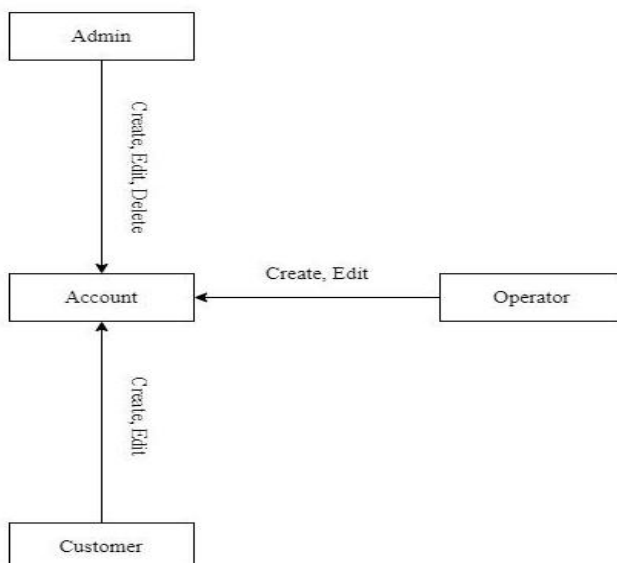 Admin
Create, Edit, Delete
Create, Edit
Account
Operator
Create, Edit
Customer